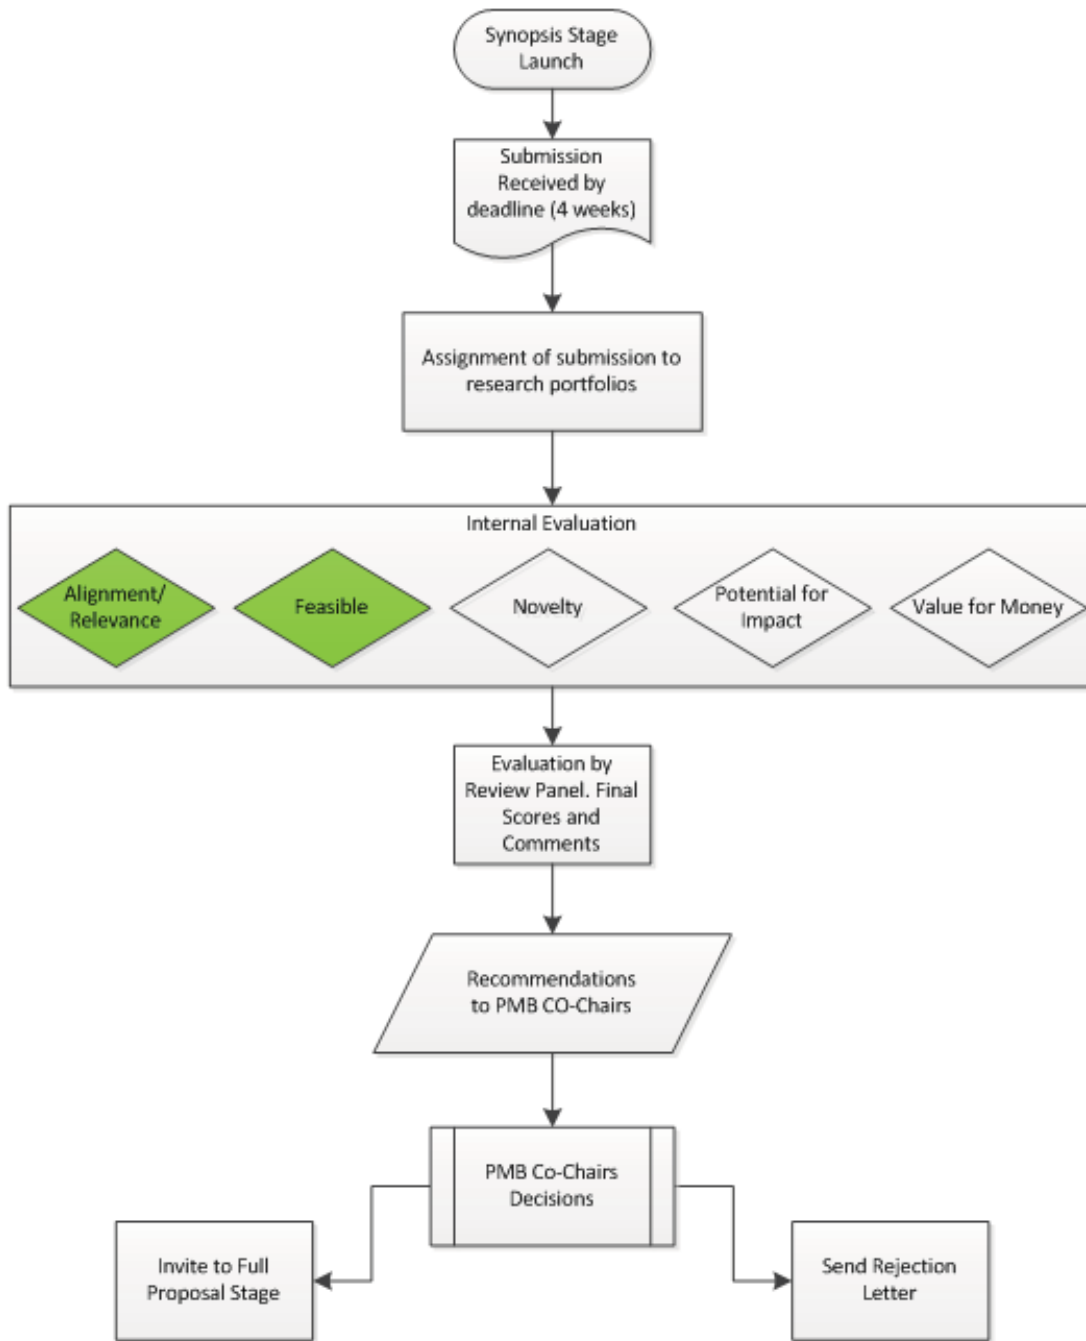 Synopsis Stage
Launch
Submission
Received by
deadline (4 weeks)
Assignment of submission to
research portfolios
Internal Evaluation
Alignment/
Relevance
Feasible
Novelty
Potential for
Impact
Value for Money
Evaluation by
Review Panel. Final
Scores and
Comments
Recommendations
to PMB CO-Chairs
PMB Co-Chairs
Decisions
Invite to Full
Proposal Stage
Send Rejection
Letter